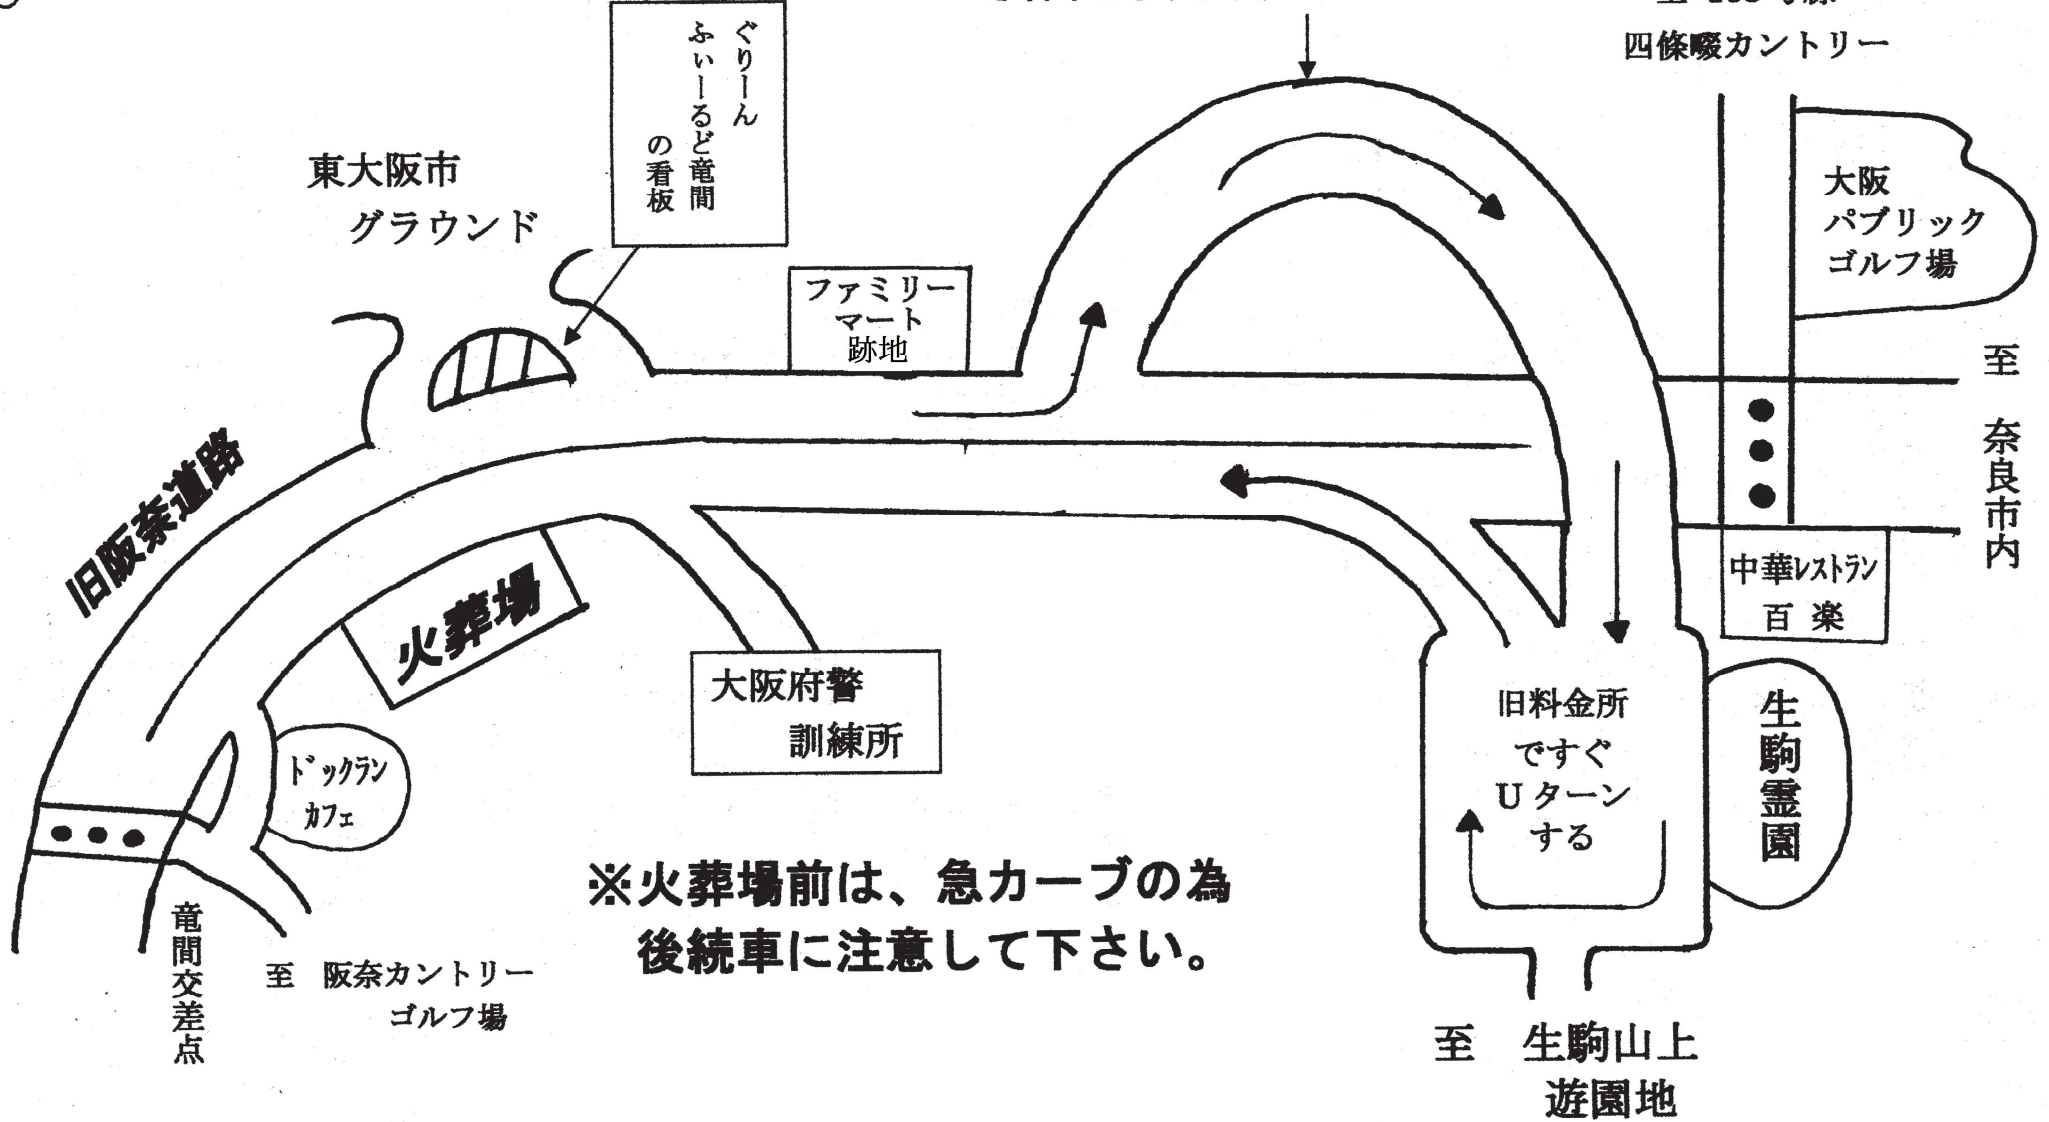 四條畷カントリー
ぐりーん
ふぃーるど竜間
の看板
東大阪市
グラウンド
大阪
パブリック
ゴルフ場
ファミリー
マート
跡地
至　奈良市内
旧阪奈道路
中華レストラン
百楽
火葬場
大阪府警
訓練所
旧料金所
ですぐ
Uターン
する
生駒霊園
ドックラン
カフェ
※火葬場前は、急カーブの為
後続車に注意して下さい。
竜間交差点
至　阪奈カントリー
ゴルフ場
至　生駒山上
遊園地